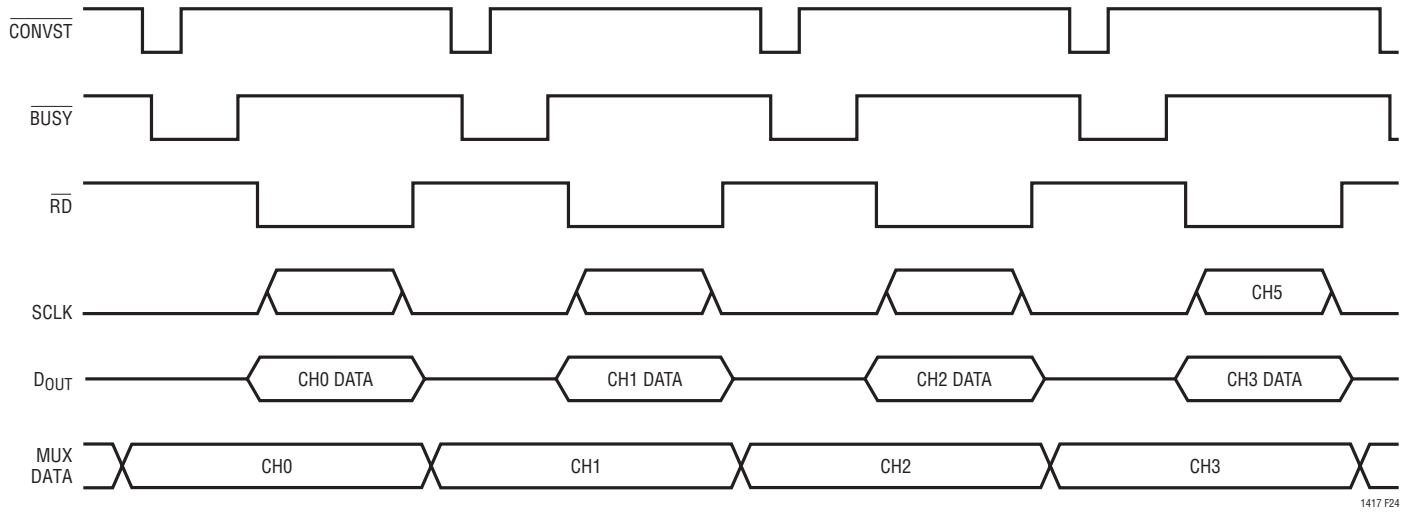 CONVST
BUSY
RD
SCLK
CH5
DOUT
CH0 DATA
CH1 DATA
CH2 DATA
CH3 DATA
MUX
DATA
CH0
CH1
CH2
CH3
1417 F24